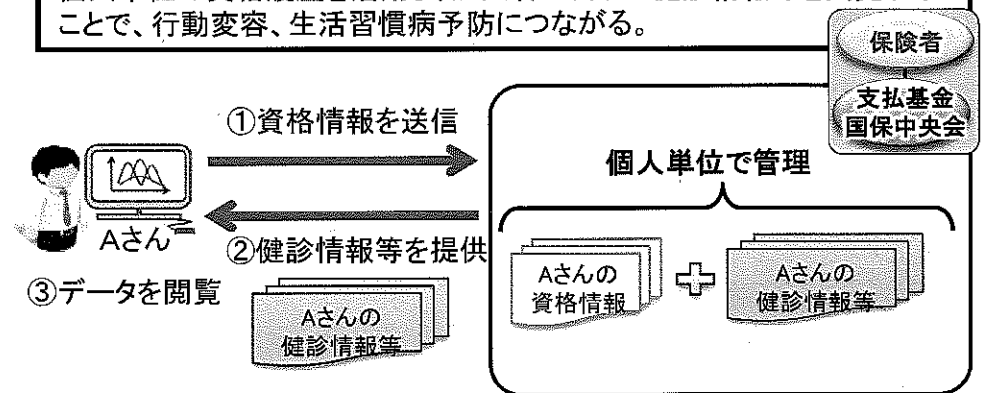 ことで、行動変容、生活習慣病予防につながる。
保険者
支払基金
国保中央会
①資格情報を送信
個人単位で管理
Aさん
②健診情報等を提供
③データを閲覧
Aさんの
健診情報等
Aさんの
資格情報
Aさんの
健診情報等